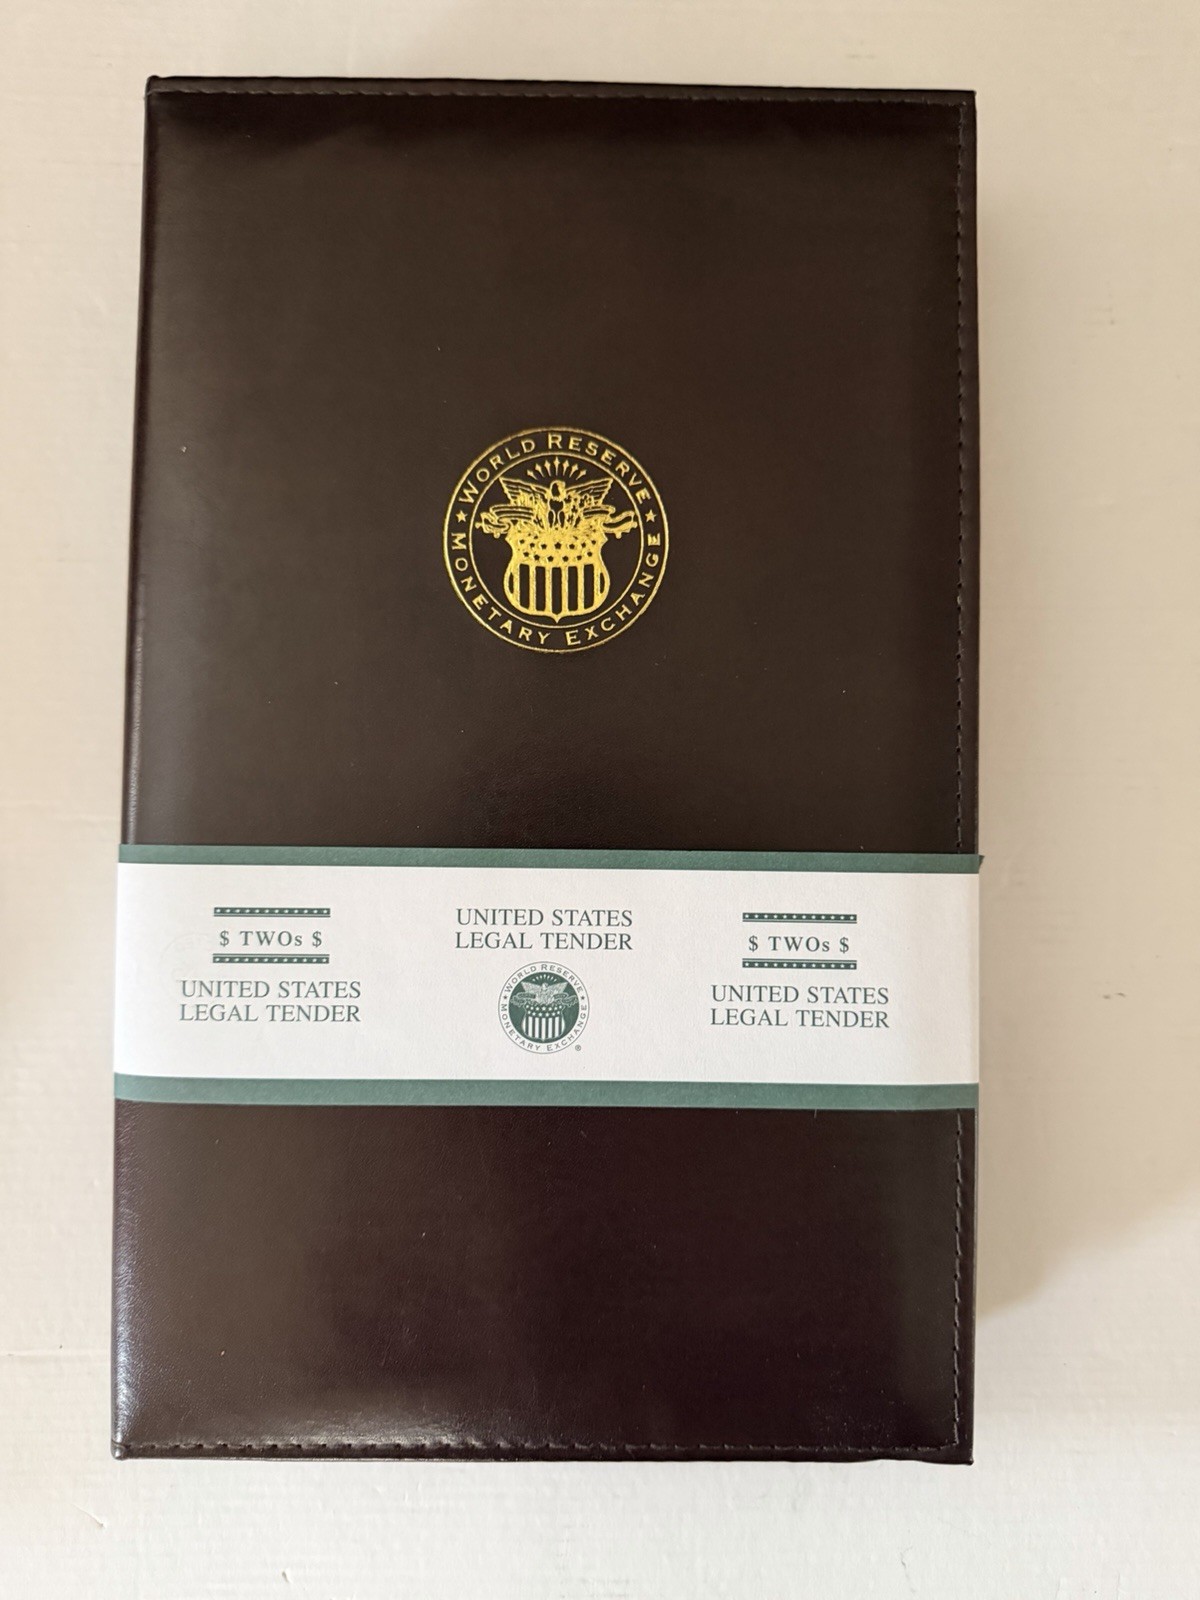 WORLD RESERVE
MONETARY EXCHANGE
$ TWOs $
UNITED STATES
LEGAL TENDER
UNITED STATES
LEGAL TENDER
WORLD RESERVE
MONETARY EXCHANGE
®
$ TWOs $
UNITED STATES
LEGAL TENDER